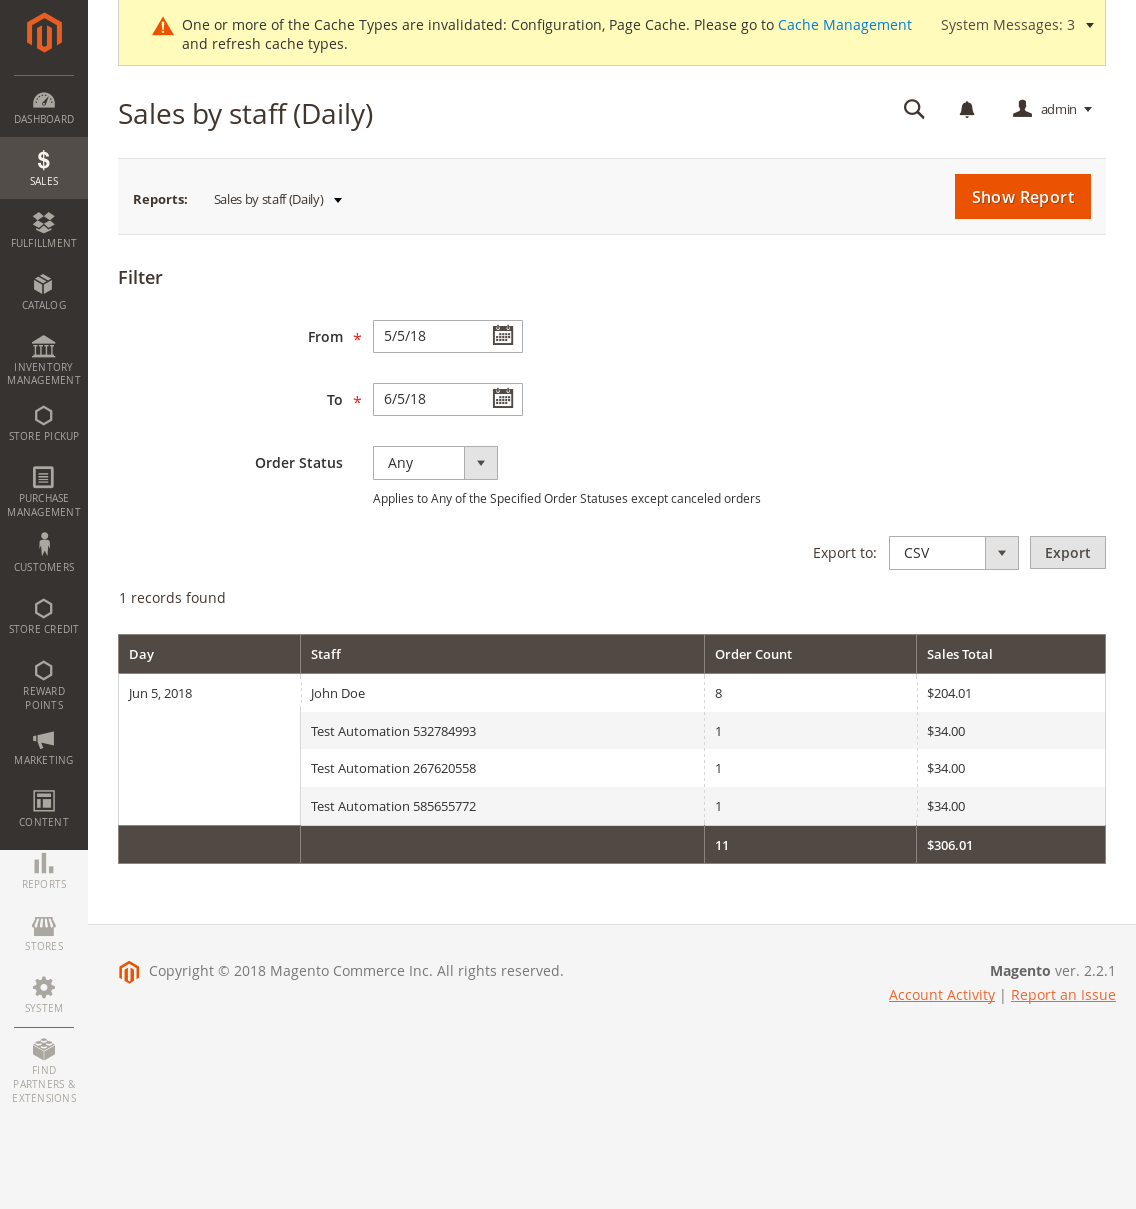 One or more of the Cache Types are invalidated: Configuration, Page Cache. Please go to Cache Management
and refresh cache types.
System Messages: 3
Sales by staff (Daily)
admin
Reports:
Sales by staff (Daily)
Show Report
Filter
From *
5/5/18
To *
6/5/18
Order Status
Any
Applies to Any of the Specified Order Statuses except canceled orders
Export to:
CSV
Export
1 records found
Day Staff Order Count Sales Total
Jun 5, 2018 John Doe 8 $204.01
Test Automation 532784993 1 $34.00
Test Automation 267620558 1 $34.00
Test Automation 585655772 1 $34.00
11 $306.01
DASHBOARD
$
SALES
FULFILLMENT
CATALOG
INVENTORY
MANAGEMENT
STORE PICKUP
PURCHASE
MANAGEMENT
CUSTOMERS
STORE CREDIT
REWARD
POINTS
MARKETING
CONTENT
REPORTS
STORES
SYSTEM
FIND
PARTNERS &
EXTENSIONS
Copyright © 2018 Magento Commerce Inc. All rights reserved.
Magento ver. 2.2.1
Account Activity | Report an Issue